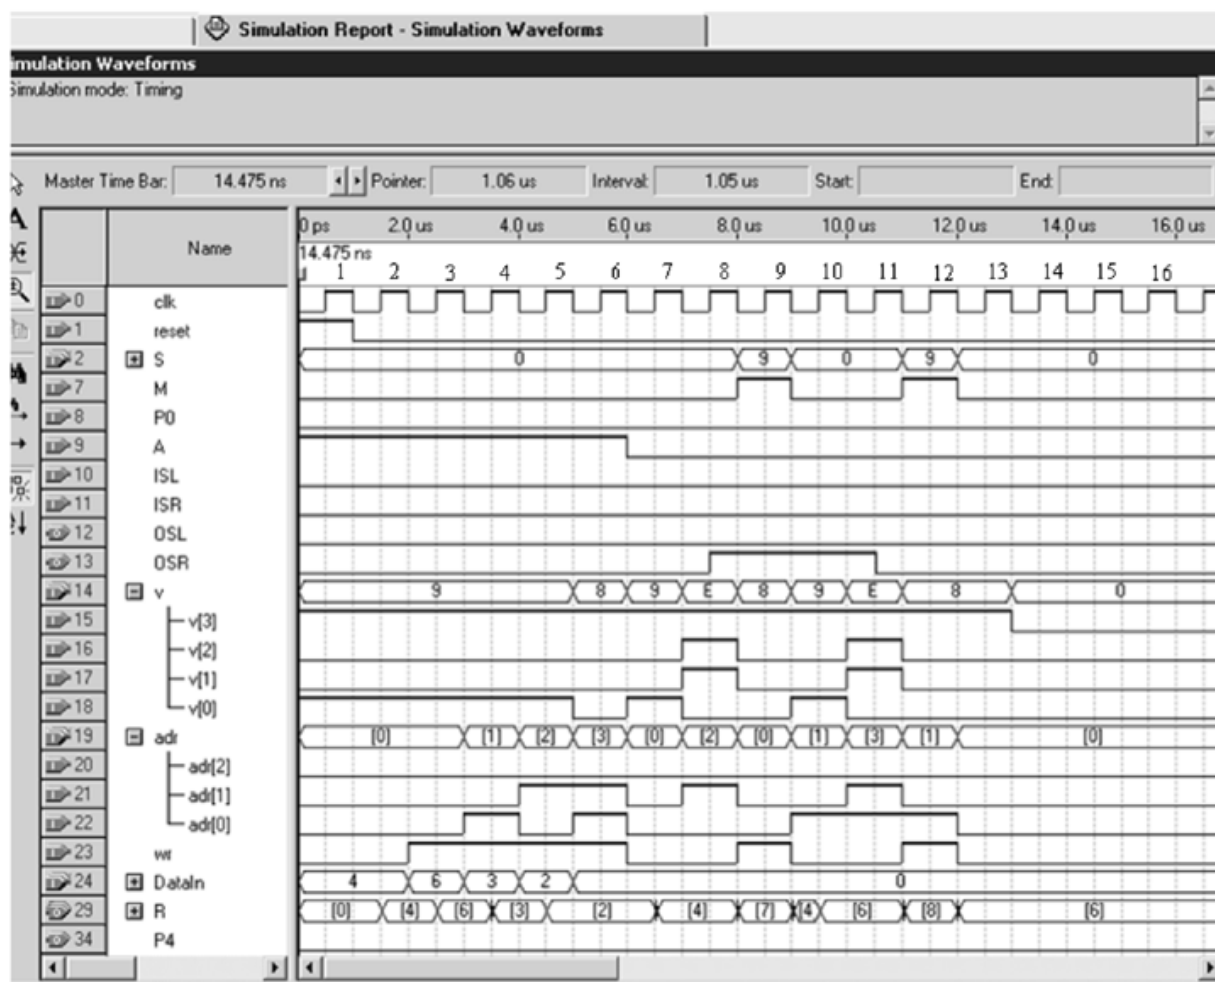 Simulation Report - Simulation Waveforms
imulation Waveforms
Simulation mode: Timing
Master Time Bar: 14.475 ns Pointer: 1.06 us Interval: 1.05 us Start: End:
Name
0 ps 2.0 us 4.0 us 6.0 us 8.0 us 10.0 us 12.0 us 14.0 us 16.0 us
14.475 ns
1 2 3 4 5 6 7 8 9 10 11 12 13 14 15 16
0 clk
1 reset
2 S 0 9 0 9 0
7 M
8 P0
9 A
10 ISL
11 ISR
12 OSL
13 OSR
14 v 9 8 9 E 8 9 E 8 0
15 v[3]
16 v[2]
17 v[1]
18 v[0]
19 adr [0] [1] [2] [3] [0] [2] [0] [1] [3] [1] [0]
20 adr[2]
21 adr[1]
22 adr[0]
23 wr
24 DataIn 4 6 3 2 0
29 R [0] [4] [6] [3] [2] [4] [7] [4 [6] [8] [6]
34 P4